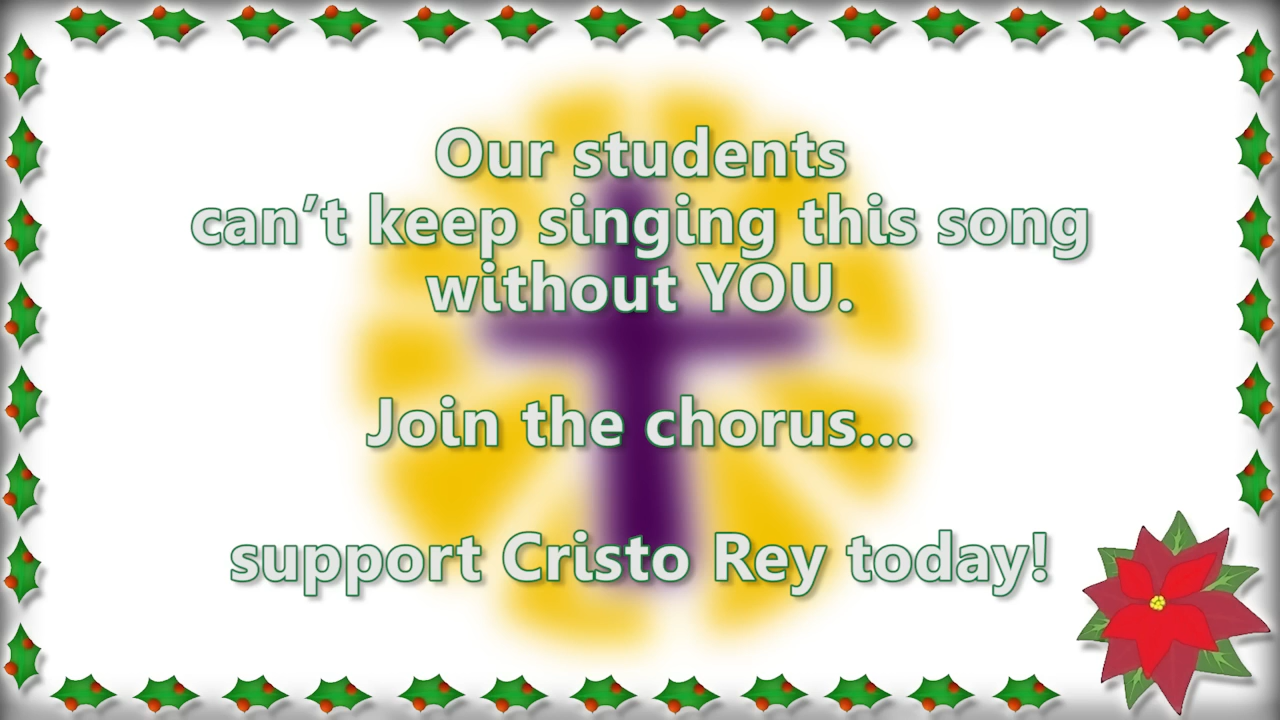 Our students
can’t keep singing this song
without YOU.
Join the chorus...
support Cristo Rey today!